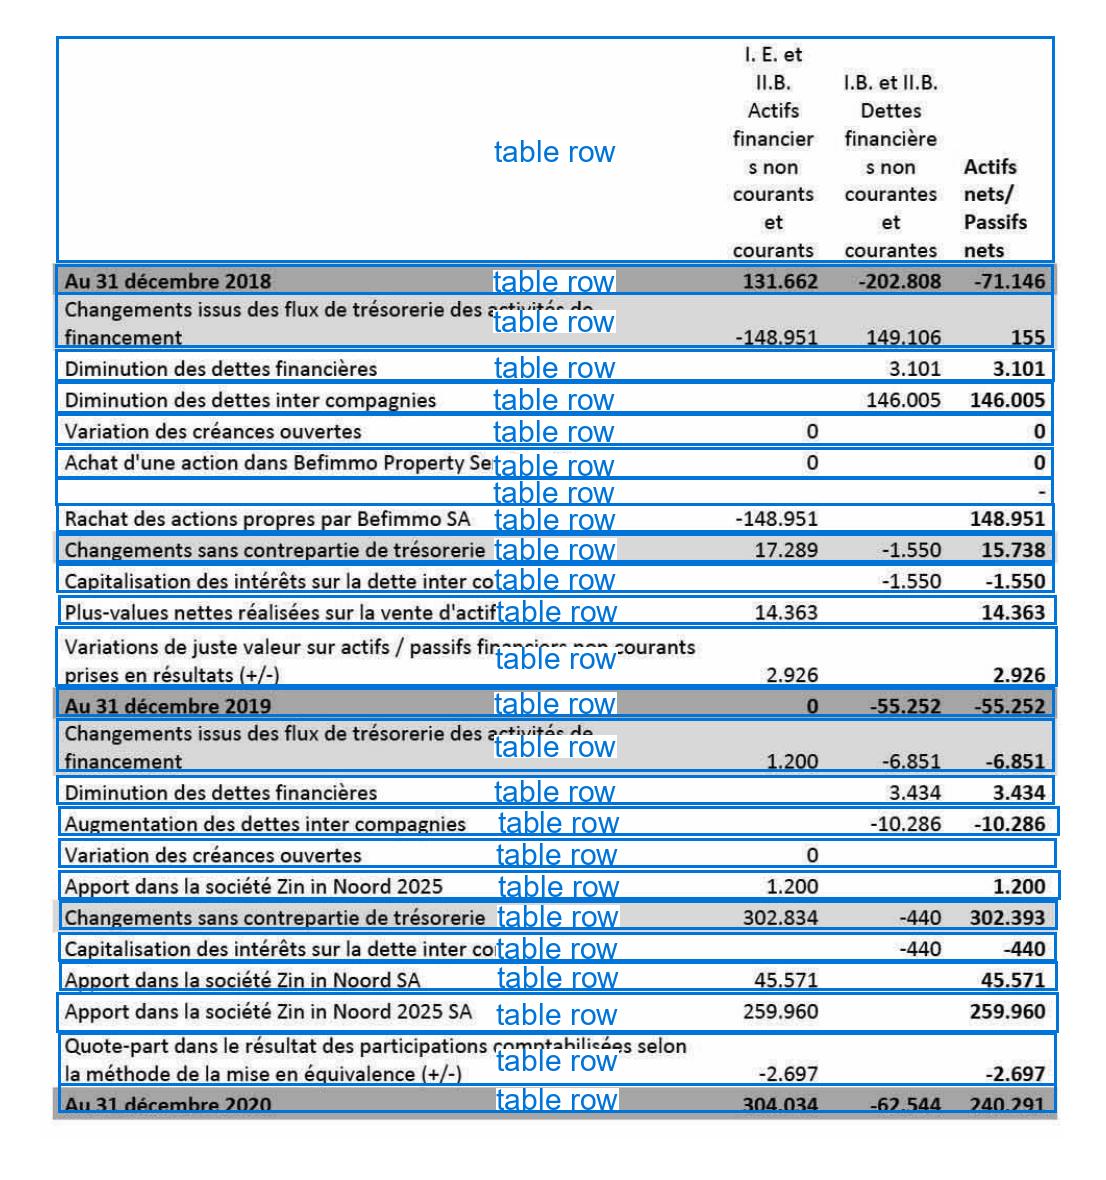 I. E. et
II.B. I.B. et II.B.
Actifs Dettes
financier financière
table row
s non s non Actifs
courants courantes nets/
et et Passifs
courants courantes nets
Au 31 décembre 2018 table row 131.662 -202.808 -71.146
Changements issus des flux de trésorerie des activités de
table row
financement -148.951 149.106 155
Diminution des dettes financières table row 3.101 3.101
Diminution des dettes inter compagnies table row 146.005 146.005
Variation des créances ouvertes table row 0 0
Achat d'une action dans Befimmo Property Se table row 0 0
table row -
Rachat des actions propres par Befimmo SA table row -148.951 148.951
Changements sans contrepartie de trésorerie table row 17.289 -1.550 15.738
Capitalisation des intérêts sur la dette inter co table row -1.550 -1.550
Plus-values nettes réalisées sur la vente d'actif table row 14.363 14.363
Variations de juste valeur sur actifs / passifs financiers non courants
table row
prises en résultats (+/-) 2.926 2.926
Au 31 décembre 2019 table row 0 -55.252 -55.252
Changements issus des flux de trésorerie des activités de
table row
financement 1.200 -6.851 -6.851
Diminution des dettes financières table row 3.434 3.434
Augmentation des dettes inter compagnies table row -10.286 -10.286
Variation des créances ouvertes table row 0
Apport dans la société Zin in Noord 2025 table row 1.200 1.200
Changements sans contrepartie de trésorerie table row 302.834 -440 302.393
Capitalisation des intérêts sur la dette inter co table row -440 -440
Apport dans la société Zin in Noord SA table row 45.571 45.571
Apport dans la société Zin in Noord 2025 SA table row 259.960 259.960
Quote-part dans le résultat des participations comptabilisées selon
table row
la méthode de la mise en équivalence (+/-) -2.697 -2.697
Au 31 décembre 2020 table row 304.034 -62.544 240.291